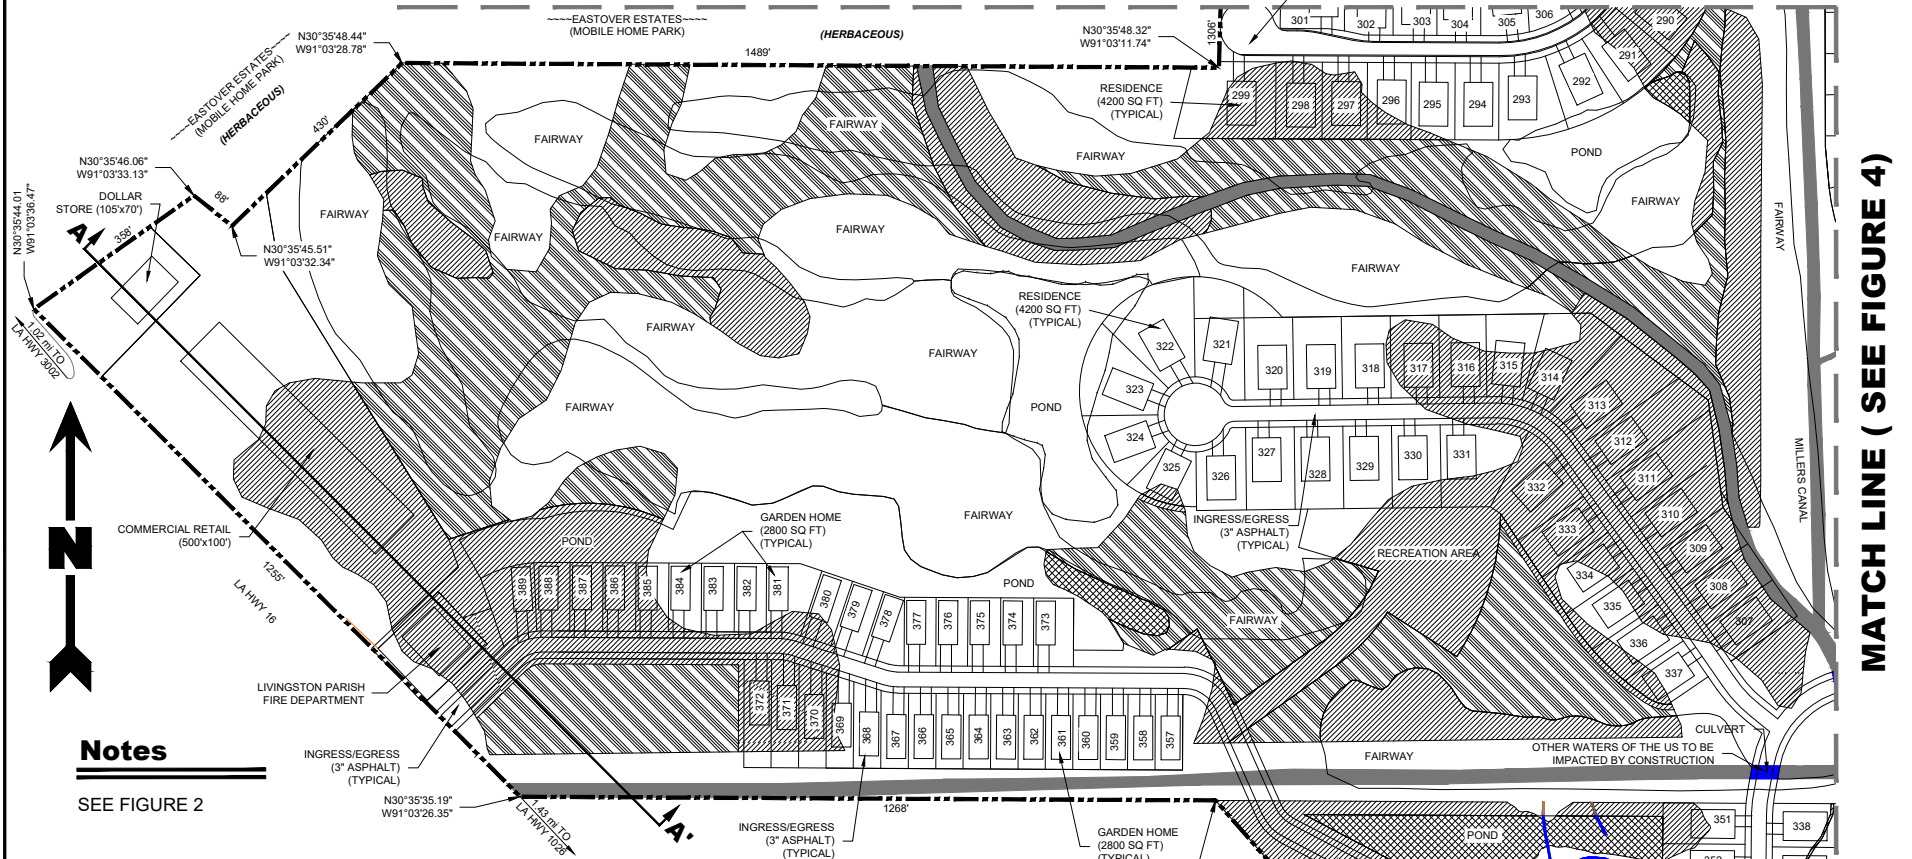 ~~~~EASTOVER ESTATES~~~~
(MOBILE HOME PARK)
(HERBACEOUS)
N30°35'48.44"
W91°03'28.78"
1489'
N30°35'48.32"
W91°03'11.74"
1306'
301
302
303
304
305
306
290
291
292
~~~~EASTOVER ESTATES~~~~
(MOBILE HOME PARK)
(HERBACEOUS)
430'
RESIDENCE
(4200 SQ FT)
(TYPICAL)
299
298
297
296
295
294
293
FAIRWAY
FAIRWAY
FAIRWAY
POND
FAIRWAY
FAIRWAY
N30°35'46.06"
W91°03'33.13"
88'
DOLLAR
STORE (105'x70')
N30°35'44.01
W91°03'36.47"
A
358'
N30°35'45.51"
W91°03'32.34"
FAIRWAY
FAIRWAY
FAIRWAY
FAIRWAY
MATCH LINE ( SEE FIGURE 4)
1.02 mi TO
LA HWY 3002
FAIRWAY
FAIRWAY
FAIRWAY
RESIDENCE
(4200 SQ FT)
(TYPICAL)
322
321
320
319
318
317
316
315
314
323
324
325
326
327
328
329
330
331
313
312
311
310
309
308
307
332
333
334
335
336
337
POND
MILLERS CANAL
N
COMMERCIAL RETAIL
(500'x100')
1255'
LA HWY 16
POND
GARDEN HOME
(2800 SQ FT)
(TYPICAL)
FAIRWAY
INGRESS/EGRESS
(3" ASPHALT)
(TYPICAL)
RECREATION AREA
POND
FAIRWAY
389
388
387
386
385
384
383
382
381
380
379
378
377
376
375
374
373
LIVINGSTON PARISH
FIRE DEPARTMENT
372
371
370
369
368
367
366
365
364
363
362
361
360
359
358
357
Notes
SEE FIGURE 2
INGRESS/EGRESS
(3" ASPHALT)
(TYPICAL)
CULVERT
OTHER WATERS OF THE US TO BE
IMPACTED BY CONSTRUCTION
FAIRWAY
N30°35'35.19"
W91°03'26.35"
1.43 mi TO
LA HWY 1026
A'
1268'
INGRESS/EGRESS
(3" ASPHALT)
(TYPICAL)
GARDEN HOME
(2800 SQ FT)
(TYPICAL)
POND
351
338